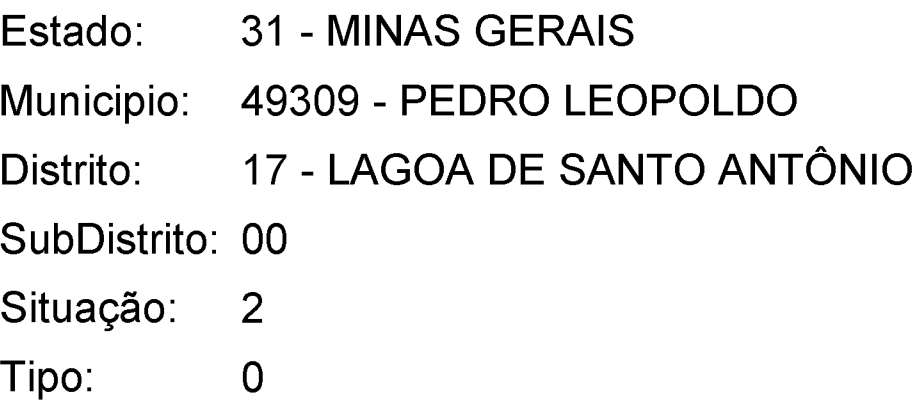 Estado: 31 - MINAS GERAIS
Municipio: 49309 - PEDRO LEOPOLDO
Distrito: 17 - LAGOA DE SANTO ANTÔNIO
SubDistrito: 00
Situação: 2
Tipo: 0